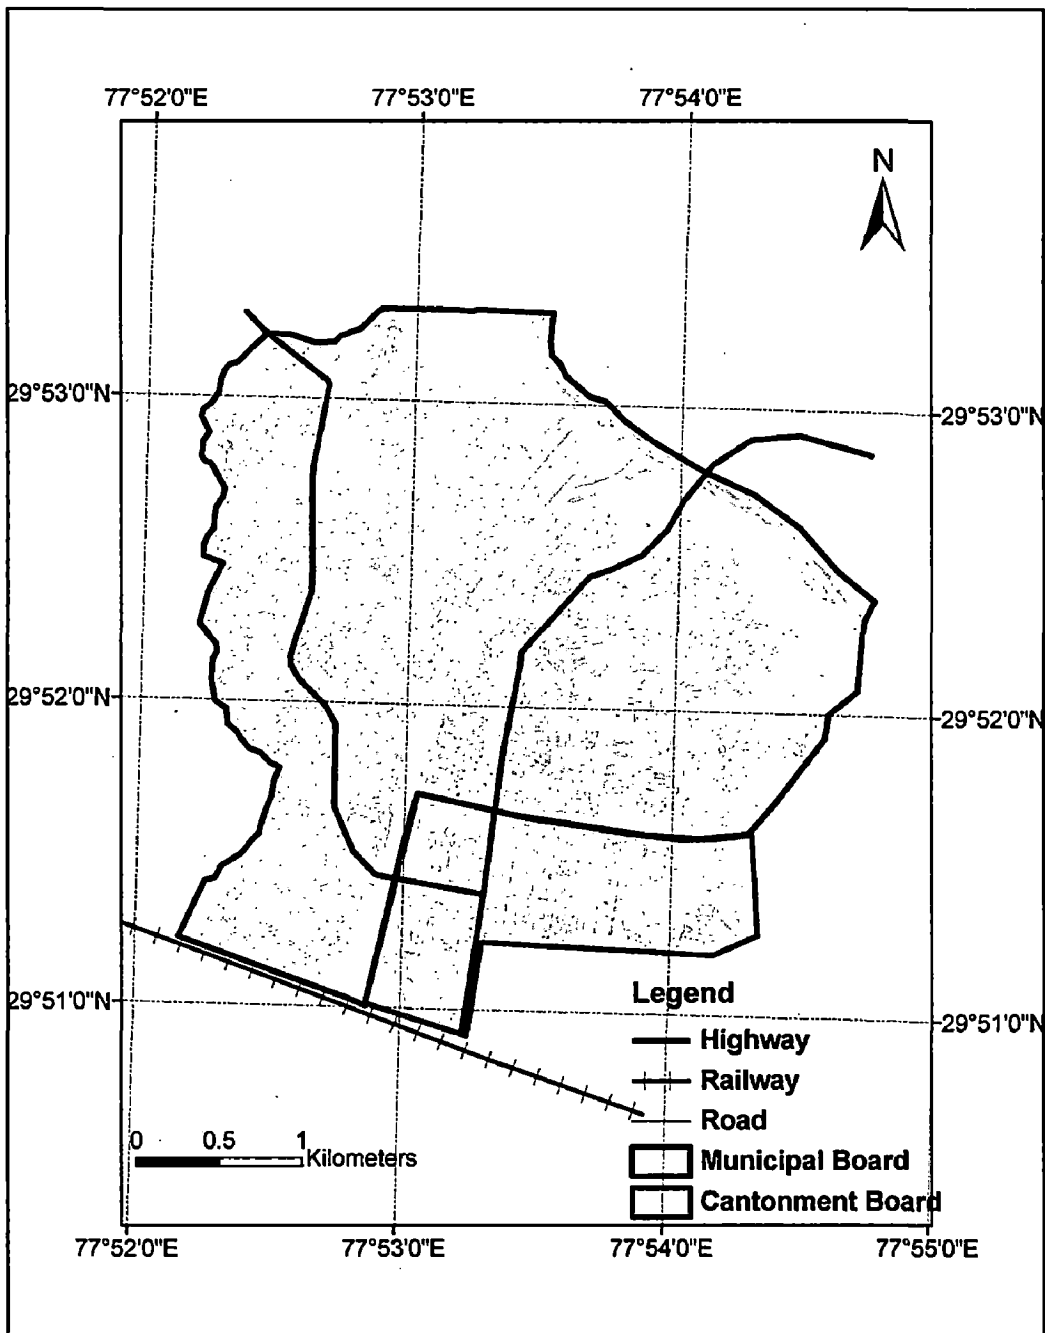 77°52'0"E 77°53'0"E 77°54'0"E
N
29°53'0"N 29°53'0"N
29°52'0"N 29°52'0"N
29°51'0"N 29°51'0"N
Legend
Highway
Railway
Road
Municipal Board
Cantonment Board
0 0.5 1
Kilometers
77°52'0"E 77°53'0"E 77°54'0"E 77°55'0"E